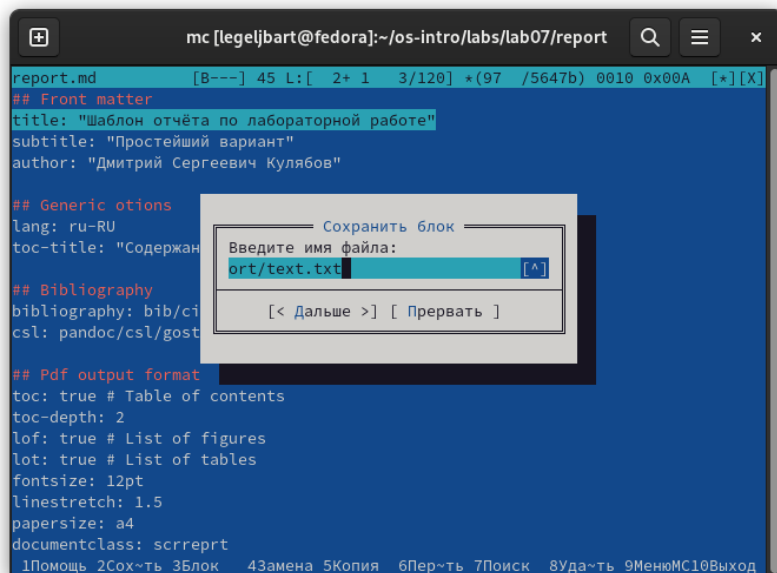 mc [legeljbart@fedora]:~/os-intro/labs/lab07/report
report.md [B---] 45 L:[ 2+ 1 3/120] *(97 /5647b) 0010 0x00A [*][X]
## Front matter
title: "Шаблон отчёта по лабораторной работе"
subtitle: "Простейший вариант"
author: "Дмитрий Сергеевич Кулябов"
## Generic otions
lang: ru-RU
toc-title: "Содержан
## Bibliography
bibliography: bib/ci
csl: pandoc/csl/gost
Сохранить блок
Введите имя файла:
ort/text.txt [^]
[< Дальше >] [ Прервать ]
## Pdf output format
toc: true # Table of contents
toc-depth: 2
lof: true # List of figures
lot: true # List of tables
fontsize: 12pt
linestretch: 1.5
papersize: a4
documentclass: scrreprt
1Помощь 2Сох~ть 3Блок 4Замена 5Копия 6Пер~ть 7Поиск 8Уда~ть 9МенюMC10Выход